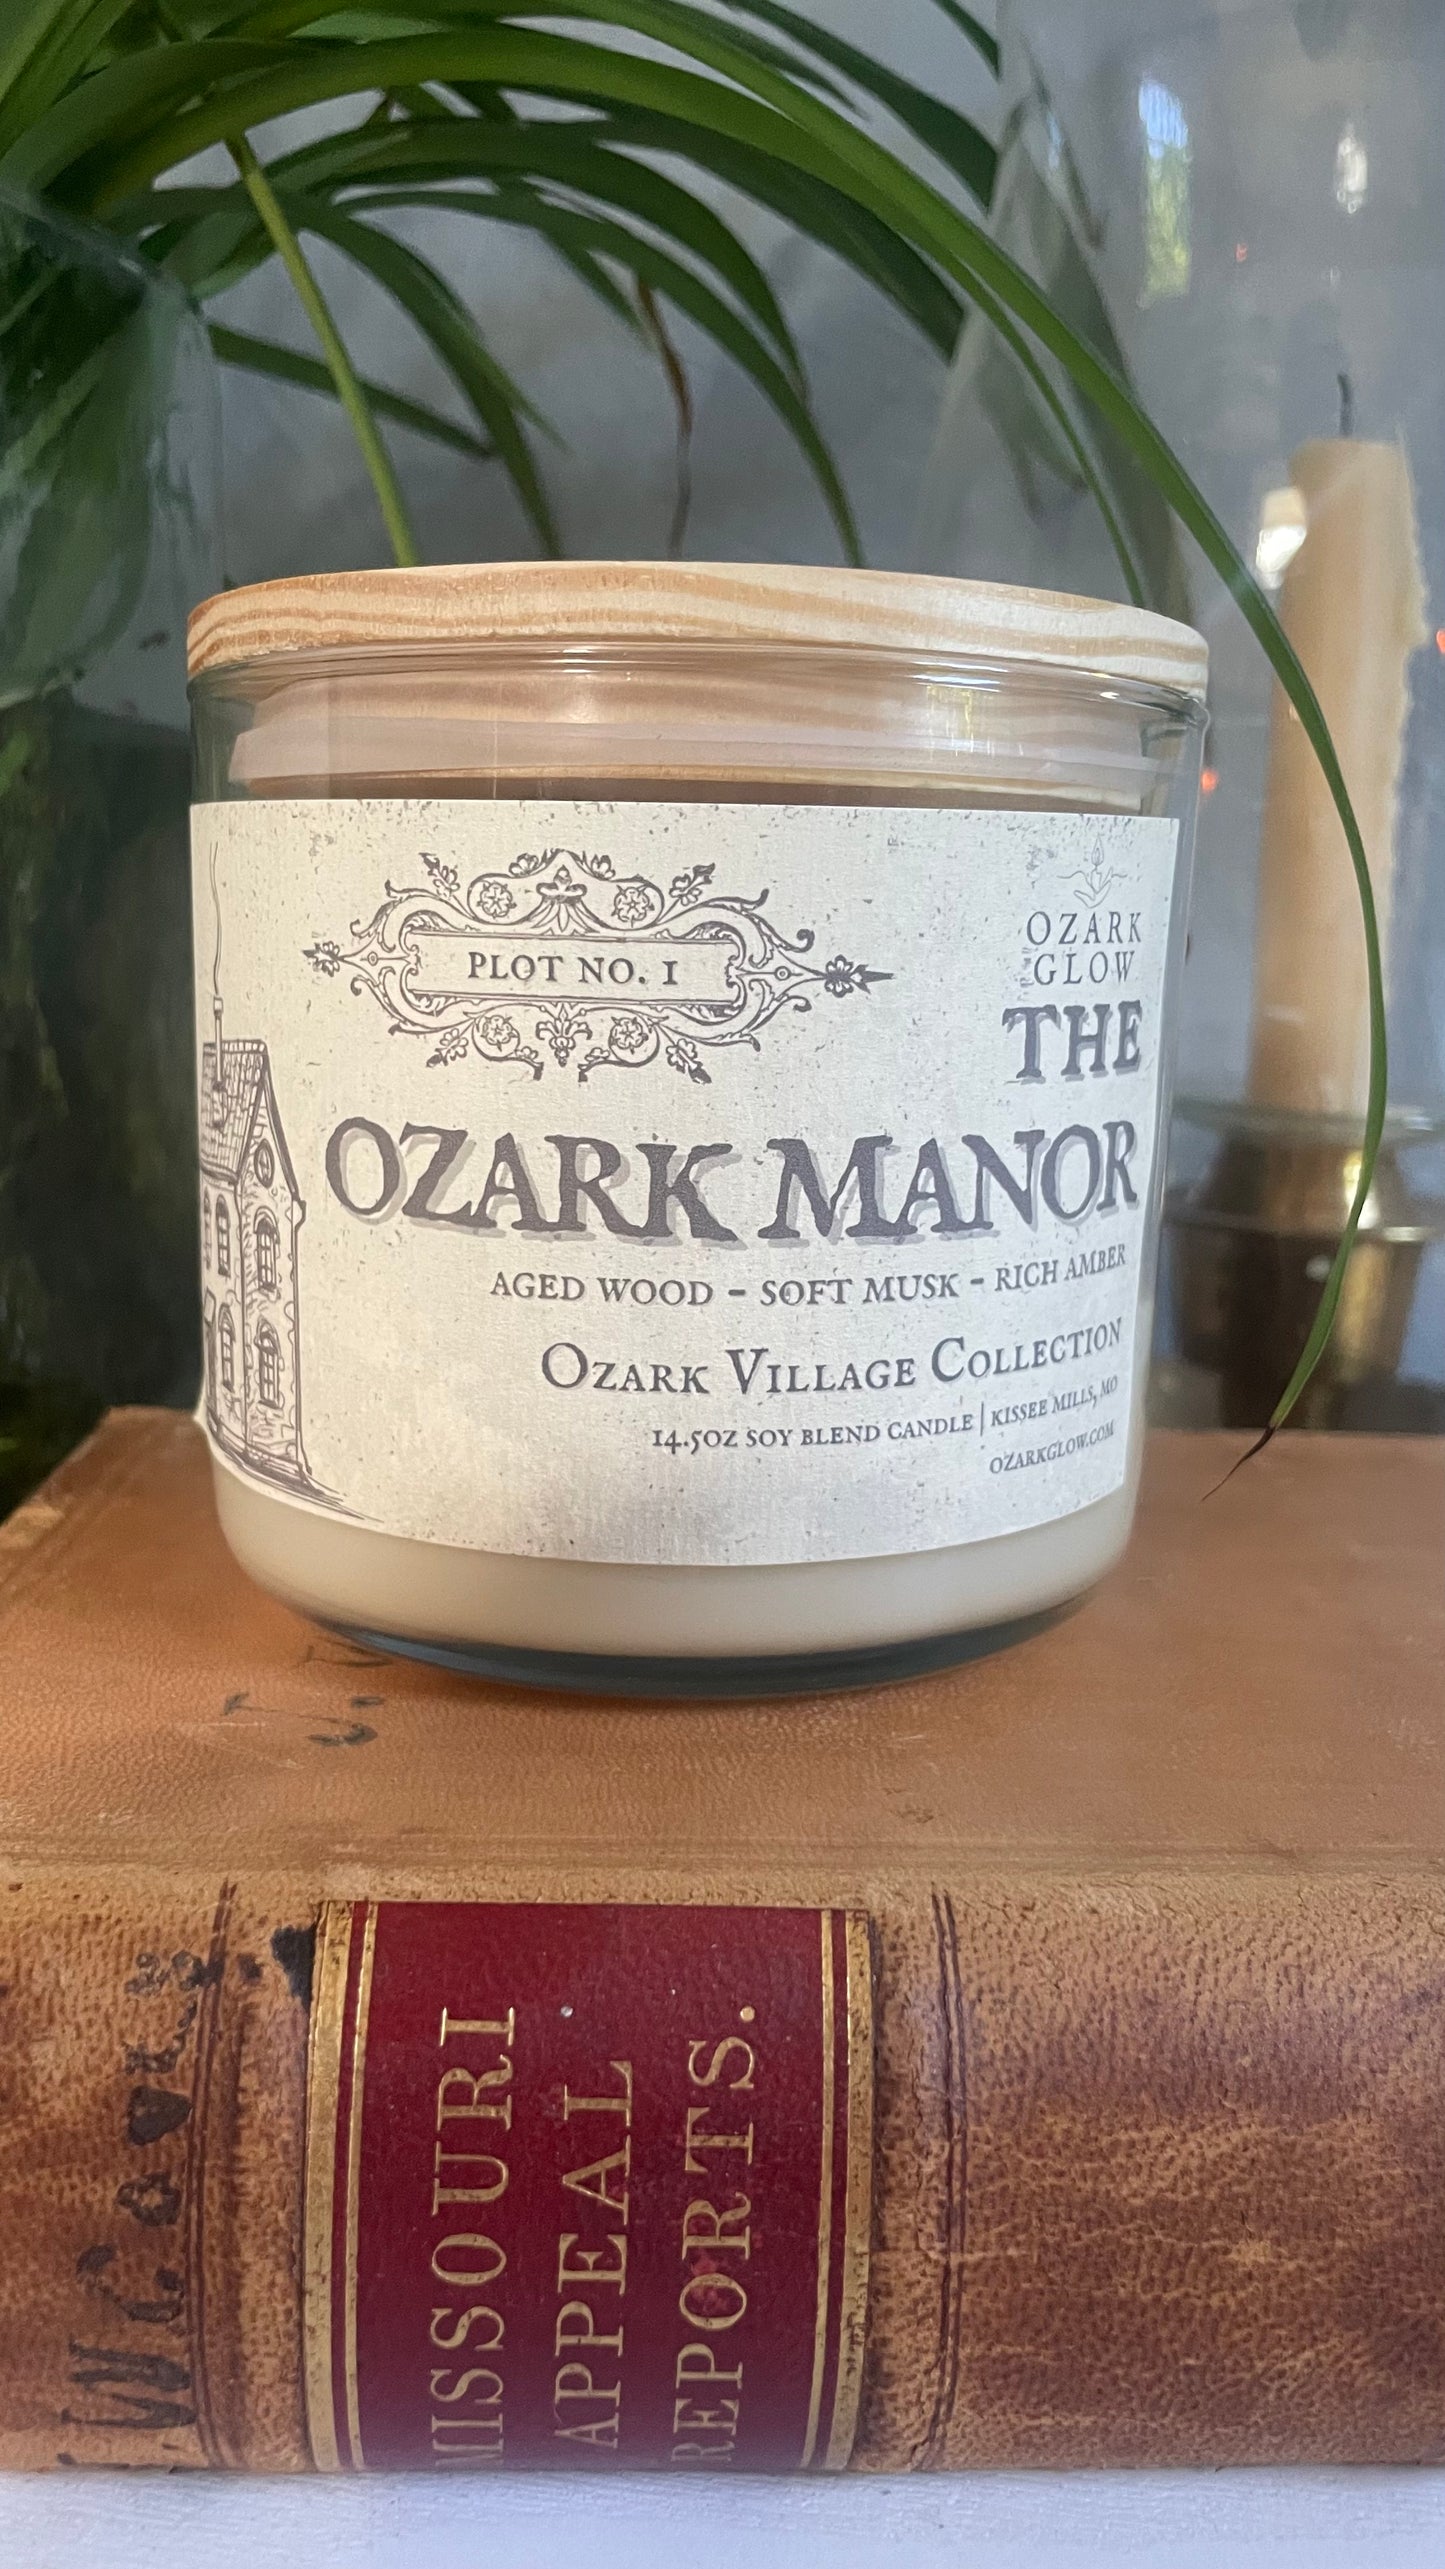 PLOT NO. 1
OZARK
GLOW
THE
OZARK MANOR
AGED WOOD - SOFT MUSK - RICH AMBER
OZARK VILLAGE COLLECTION
14.5OZ SOY BLEND CANDLE | KISSEE MILLS, MO
OZARKGLOW.COM
MISSOURI
APPEAL
REPORTS.